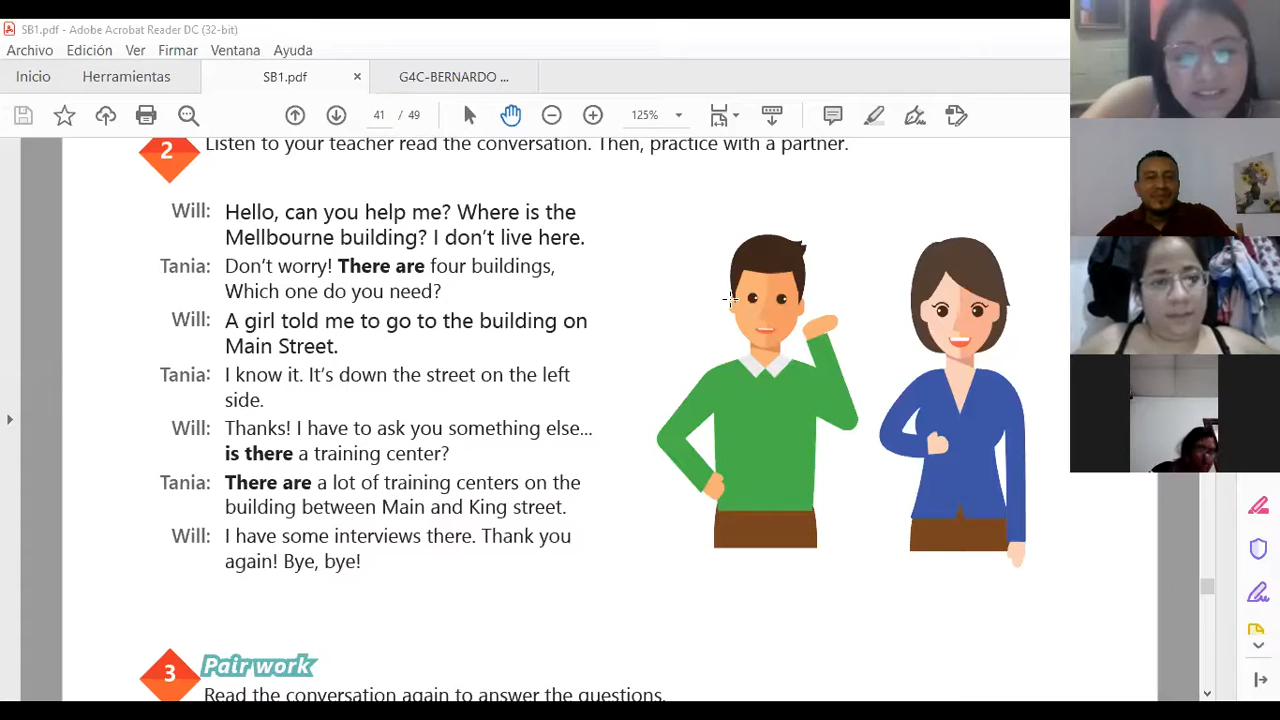 SB1.pdf - Adobe Acrobat Reader DC (32-bit)
Archivo Edición Ver Firmar Ventana Ayuda
Inicio Herramientas SB1.pdf × G4C-BERNARDO ...
41 / 49 125%
2 Listen to your teacher read the conversation. Then, practice with a partner.
Will: Hello, can you help me? Where is the
Mellbourne building? I don't live here.
Tania: Don't worry! There are four buildings,
Which one do you need?
Will: A girl told me to go to the building on
Main Street.
Tania: I know it. It's down the street on the left
side.
Will: Thanks! I have to ask you something else...
is there a training center?
Tania: There are a lot of training centers on the
building between Main and King street.
Will: I have some interviews there. Thank you
again! Bye, bye!
3 Pair work
Read the conversation again to answer the questions.